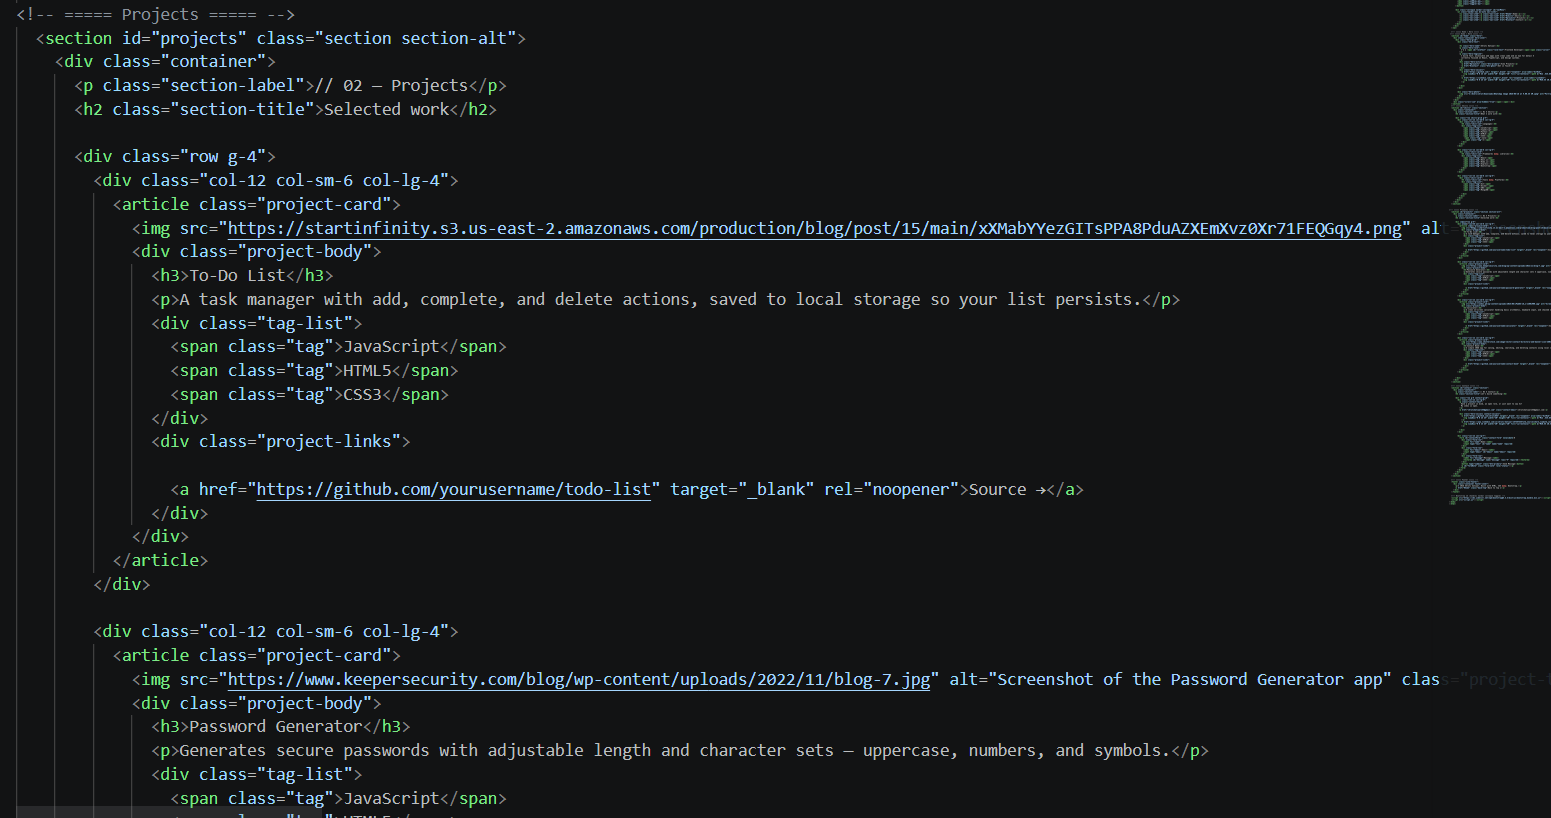 <!-- ===== Projects ===== -->
<section id="projects" class="section section-alt">
<div class="container">
<p class="section-label">// 02 — Projects</p>
<h2 class="section-title">Selected work</h2>
<div class="row g-4">
<div class="col-12 col-sm-6 col-lg-4">
<article class="project-card">
<img src="https://startinfinity.s3.us-east-2.amazonaws.com/production/blog/post/15/main/xXMabYYezGITsPPA8PduAZXEmXvz0Xr71FEQGqy4.png" alt
<div class="project-body">
<h3>To-Do List</h3>
<p>A task manager with add, complete, and delete actions, saved to local storage so your list persists.</p>
<div class="tag-list">
<span class="tag">JavaScript</span>
<span class="tag">HTML5</span>
<span class="tag">CSS3</span>
</div>
<div class="project-links">
<a href="https://github.com/yourusername/todo-list" target="_blank" rel="noopener">Source →</a>
</div>
</div>
</article>
</div>
<div class="col-12 col-sm-6 col-lg-4">
<article class="project-card">
<img src="https://www.keepersecurity.com/blog/wp-content/uploads/2022/11/blog-7.jpg" alt="Screenshot of the Password Generator app" class="project-
<div class="project-body">
<h3>Password Generator</h3>
<p>Generates secure passwords with adjustable length and character sets — uppercase, numbers, and symbols.</p>
<div class="tag-list">
<span class="tag">JavaScript</span>